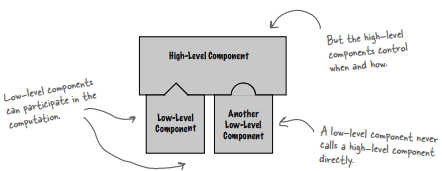 But the high-level
components control
when and how.
High-Level Component
Low-level components
can participate in the
computation.
Low-Level
Component
Another
Low-Level
Component
A low-level component never
calls a high-level component
directly.